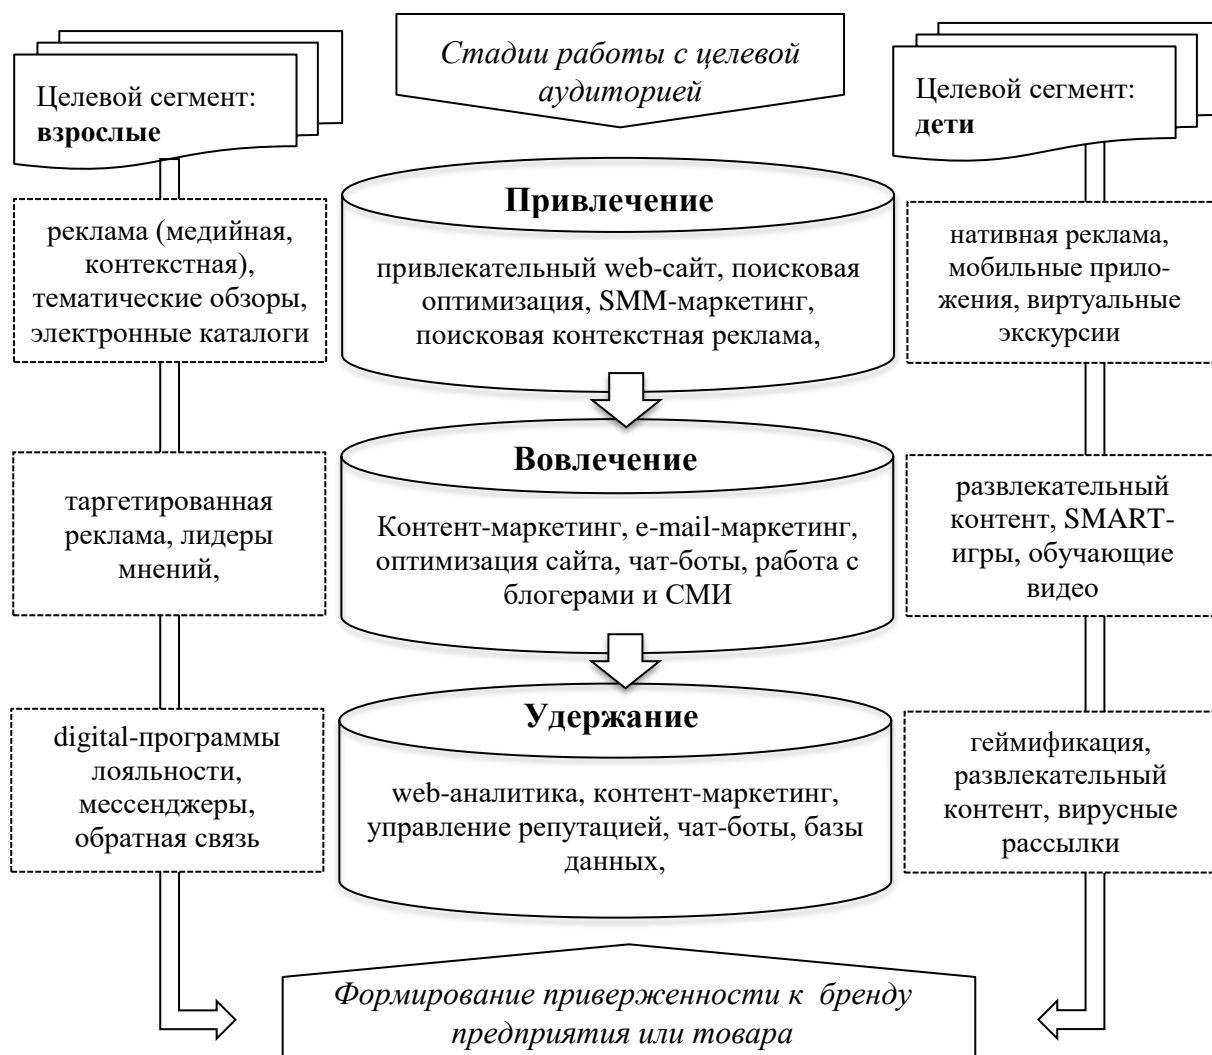 Стадии работы с целевой
аудиторией
Целевой сегмент:
взрослые
Целевой сегмент:
дети
реклама (медийная,
контекстная),
тематические обзоры,
электронные каталоги
Привлечение
привлекательный web-сайт, поисковая
оптимизация, SMM-маркетинг,
поисковая контекстная реклама,
нативная реклама,
мобильные прило-
жения, виртуальные
экскурсии
таргетированная
реклама, лидеры
мнений,
Вовлечение
Контент-маркетинг, e-mail-маркетинг,
оптимизация сайта, чат-боты, работа с
блогерами и СМИ
развлекательный
контент, SMART-
игры, обучающие
видео
digital-программы
лояльности,
мессенджеры,
обратная связь
Удержание
web-аналитика, контент-маркетинг,
управление репутацией, чат-боты, базы
данных,
геймификация,
развлекательный
контент, вирусные
рассылки
Формирование приверженности к  бренду
предприятия или товара